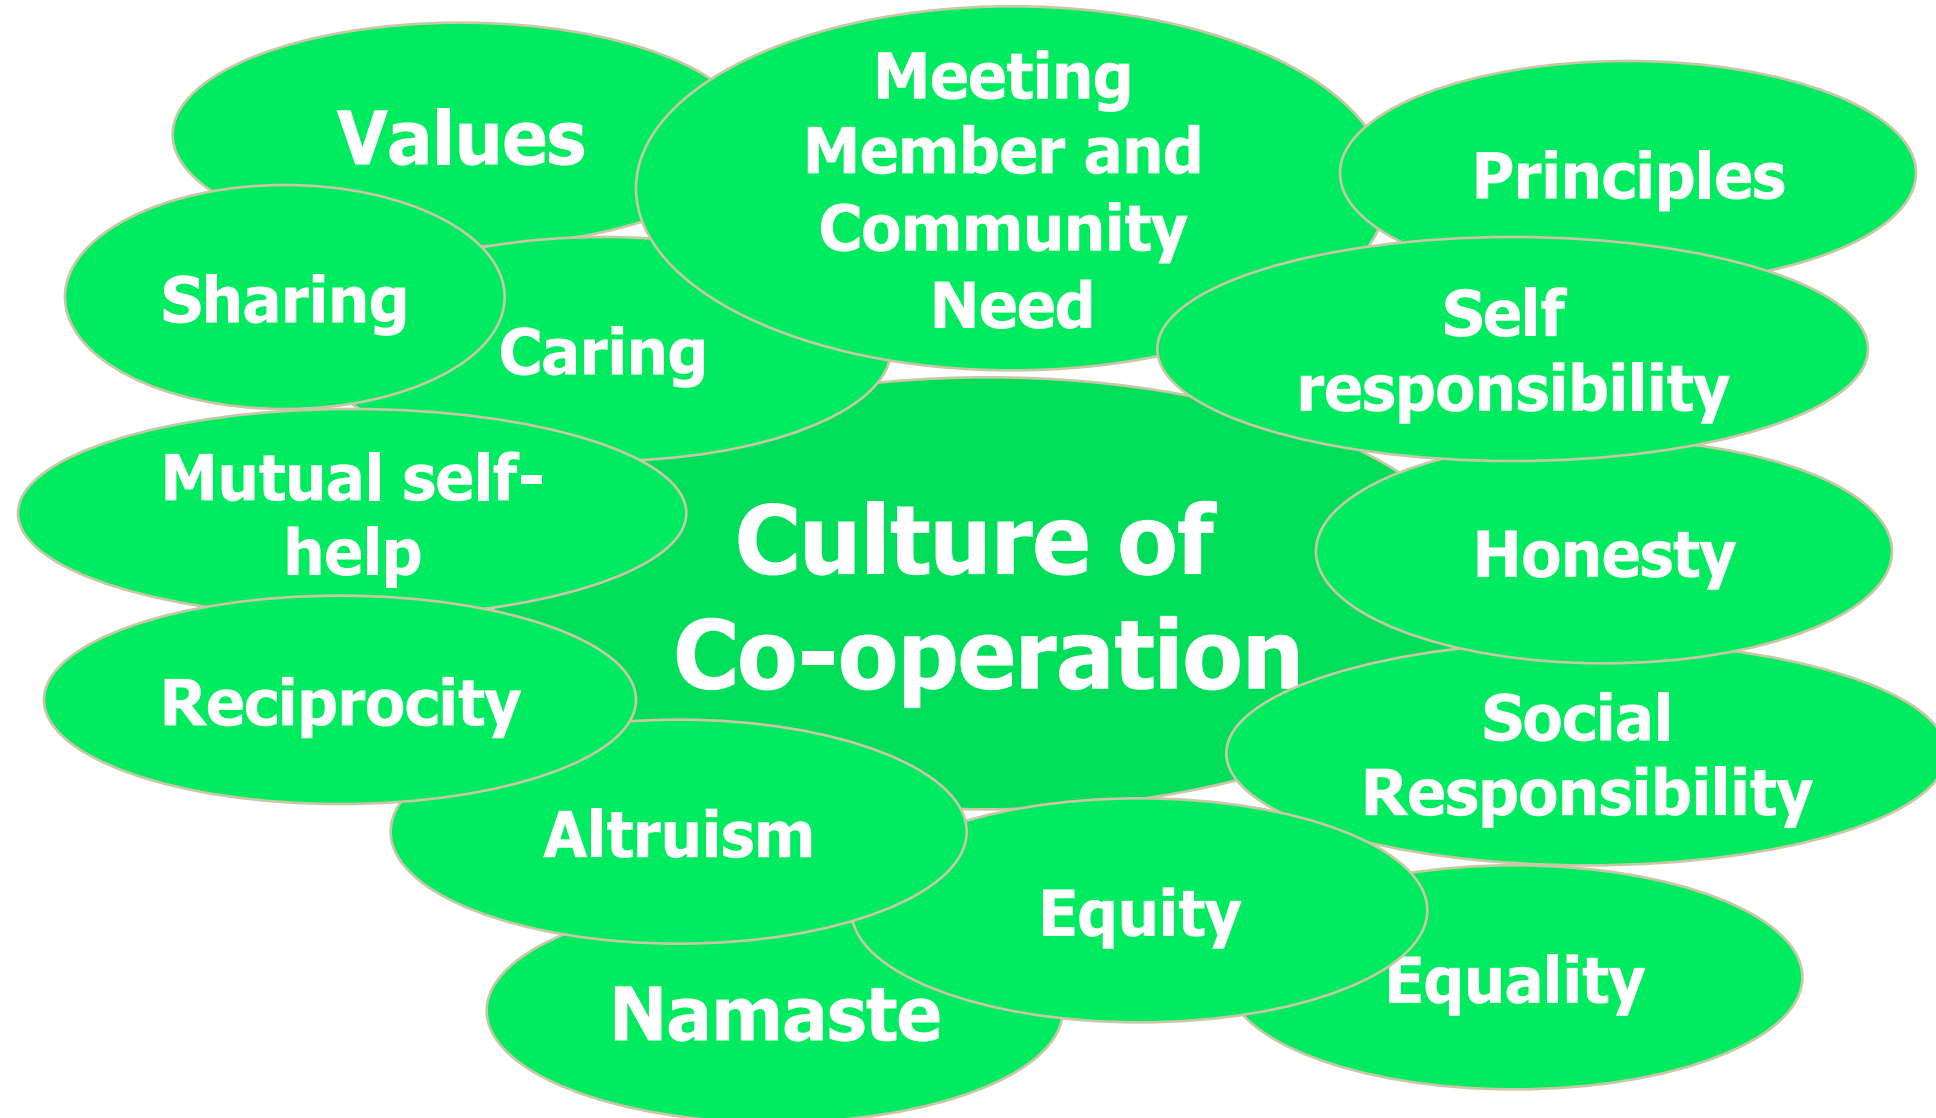 Values
Meeting
Member and
Community
Need
Principles
Sharing
Caring
Self
responsibility
Mutual self-
help
Culture of
Co-operation
Honesty
Reciprocity
Social
Responsibility
Altruism
Equity
Equality
Namaste